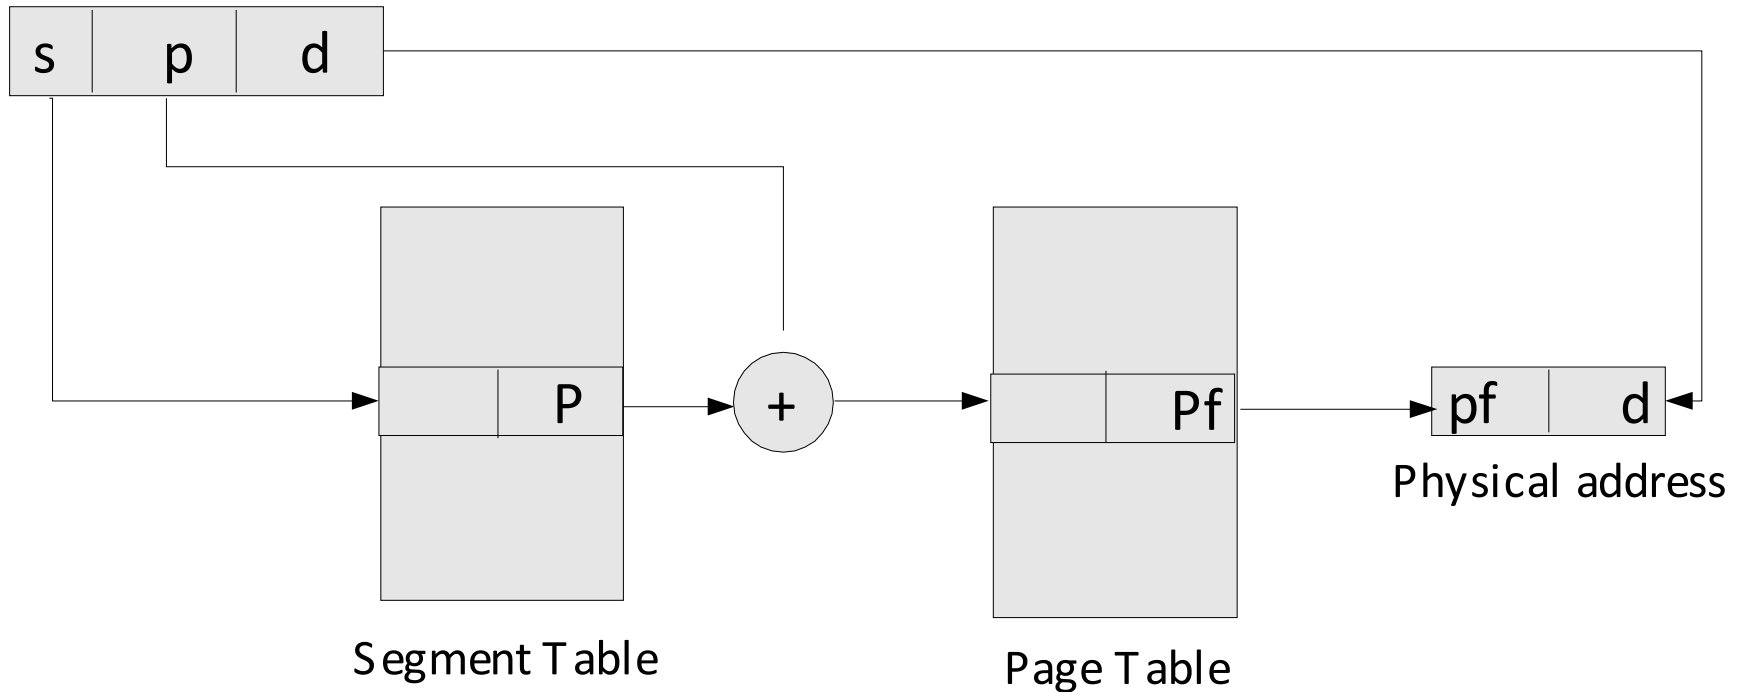 s p d
P
+
Pf
pf d
Physical address
Segment Table
Page Table